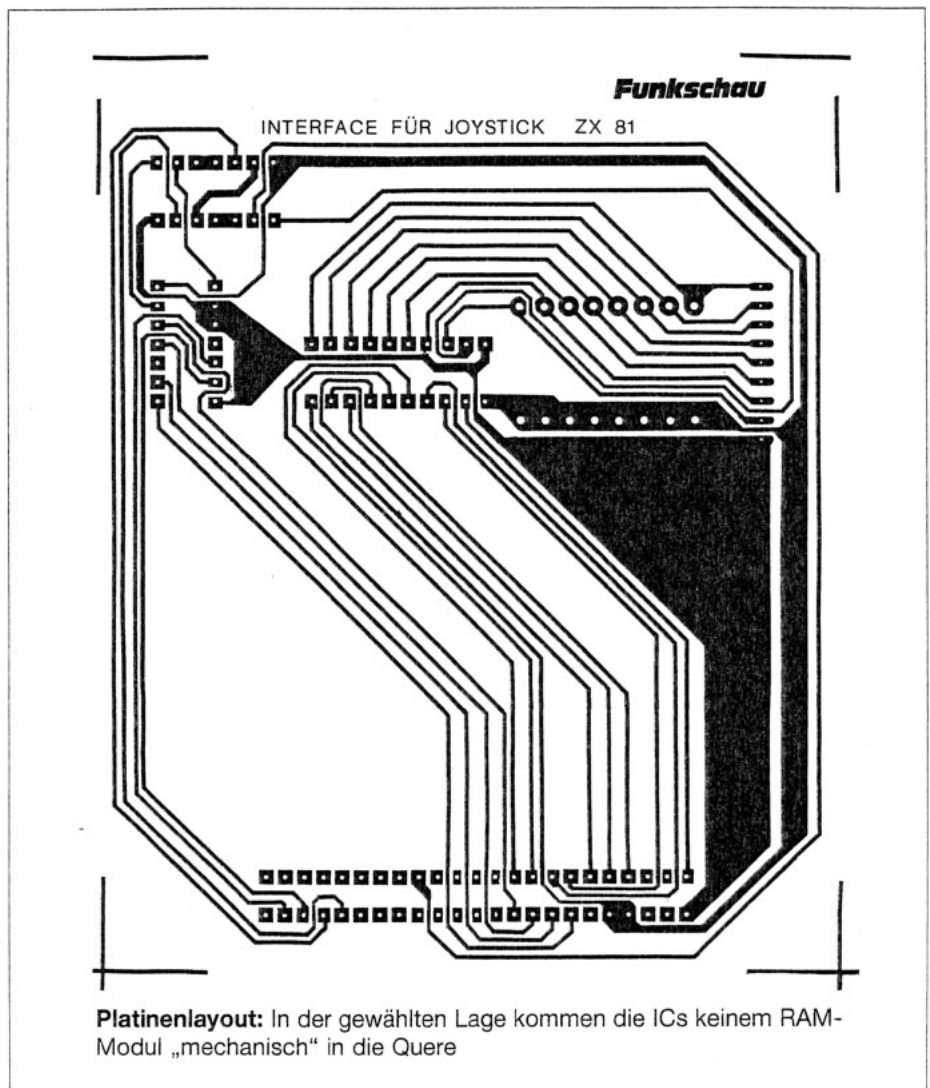 Funkschau
INTERFACE FÜR JOYSTICK ZX 81
Platinenlayout: In der gewählten Lage kommen die ICs keinem RAM-
Modul „mechanisch“ in die Quere